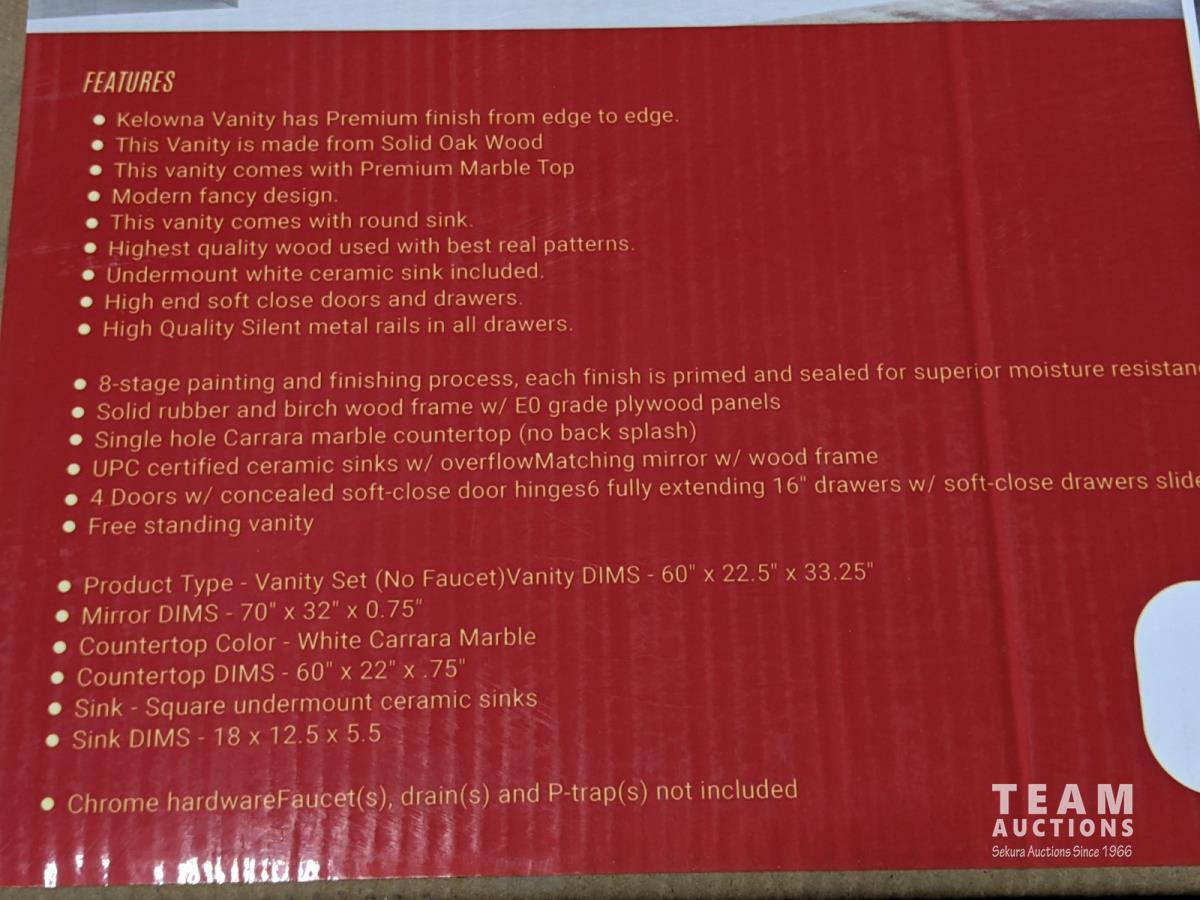 FEATURES
• Kelowna Vanity has Premium finish from edge to edge.
• This Vanity is made from Solid Oak Wood
• This vanity comes with Premium Marble Top
• Modern fancy design.
• This vanity comes with round sink.
• Highest quality wood used with best real patterns.
• Undermount white ceramic sink included.
• High end soft close doors and drawers.
• High Quality Silent metal rails in all drawers.
• 8-stage painting and finishing process, each finish is primed and sealed for superior moisture resistan
• Solid rubber and birch wood frame w/ E0 grade plywood panels
• Single hole Carrara marble countertop (no back splash)
• UPC certified ceramic sinks w/ overflowMatching mirror w/ wood frame
• 4 Doors w/ concealed soft-close door hinges6 fully extending 16" drawers w/ soft-close drawers slide
• Free standing vanity
• Product Type - Vanity Set (No Faucet)Vanity DIMS - 60" x 22.5" x 33.25"
• Mirror DIMS - 70" x 32" x 0.75"
• Countertop Color - White Carrara Marble
• Countertop DIMS - 60" x 22" x .75"
• Sink - Square undermount ceramic sinks
• Sink DIMS - 18 x 12.5 x 5.5
• Chrome hardwareFaucet(s), drain(s) and P-trap(s) not included
TEAM
AUCTIONS
Sekura Auctions Since 1966